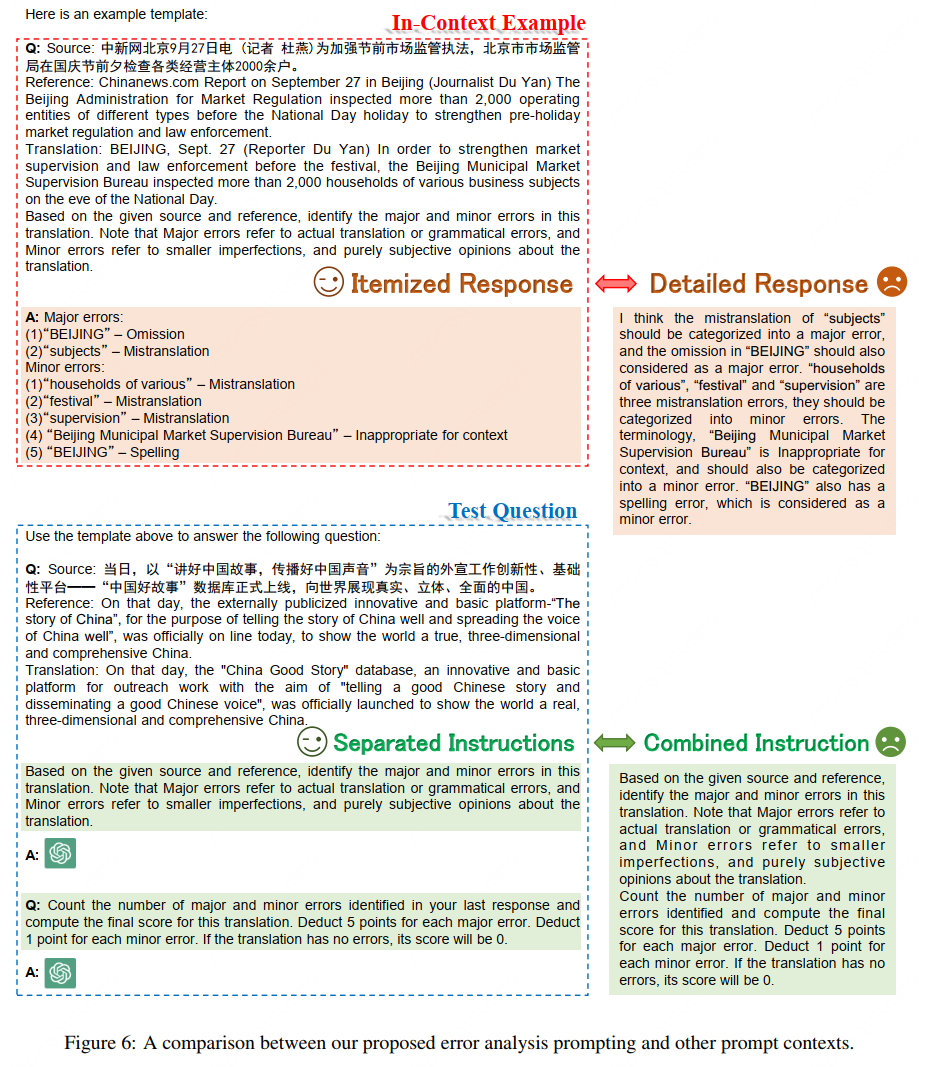 Here is an example template:
In-Context Example
Q: Source: 中新网北京9月27日电 (记者 杜燕)为加强节前市场监管执法，北京市市场监管
局在国庆节前夕检查各类经营主体2000余户。
Reference: Chinanews.com Report on September 27 in Beijing (Journalist Du Yan) The
Beijing Administration for Market Regulation inspected more than 2,000 operating
entities of different types before the National Day holiday to strengthen pre-holiday
market regulation and law enforcement.
Translation: BEIJING, Sept. 27 (Reporter Du Yan) In order to strengthen market
supervision and law enforcement before the festival, the Beijing Municipal Market
Supervision Bureau inspected more than 2,000 households of various business subjects
on the eve of the National Day.
Based on the given source and reference, identify the major and minor errors in this
translation. Note that Major errors refer to actual translation or grammatical errors, and
Minor errors refer to smaller imperfections, and purely subjective opinions about the
translation.
Itemized Response
A: Major errors:
(1)“BEIJING” – Omission
(2)“subjects” – Mistranslation
Minor errors:
(1)“households of various” – Mistranslation
(2)“festival” – Mistranslation
(3)“supervision” – Mistranslation
(4) “Beijing Municipal Market Supervision Bureau” – Inappropriate for context
(5) “BEIJING” – Spelling
Detailed Response
I think the mistranslation of “subjects”
should be categorized into a major error,
and the omission in “BEIJING” should also
considered as a major error. “households
of various”, “festival” and “supervision” are
three mistranslation errors, they should be
categorized into minor errors. The
terminology, “Beijing Municipal Market
Supervision Bureau” is Inappropriate for
context, and should also be categorized
into a minor error. “BEIJING” also has a
spelling error, which is considered as a
minor error.
Test Question
Use the template above to answer the following question:
Q: Source: 当日，以“讲好中国故事，传播好中国声音”为宗旨的外宣工作创新性、基础
性平台——“中国好故事”数据库正式上线，向世界展现真实、立体、全面的中国。
Reference: On that day, the externally publicized innovative and basic platform-“The
story of China”, for the purpose of telling the story of China well and spreading the voice
of China well”, was officially on line today, to show the world a true, three-dimensional
and comprehensive China.
Translation: On that day, the "China Good Story" database, an innovative and basic
platform for outreach work with the aim of "telling a good Chinese story and
disseminating a good Chinese voice", was officially launched to show the world a real,
three-dimensional and comprehensive China.
Separated Instructions
Based on the given source and reference, identify the major and minor errors in this
translation. Note that Major errors refer to actual translation or grammatical errors, and
Minor errors refer to smaller imperfections, and purely subjective opinions about the
translation.
A:
Q: Count the number of major and minor errors identified in your last response and
compute the final score for this translation. Deduct 5 points for each major error. Deduct
1 point for each minor error. If the translation has no errors, its score will be 0.
A:
Combined Instruction
Based on the given source and reference,
identify the major and minor errors in this
translation. Note that Major errors refer to
actual translation or grammatical errors,
and Minor errors refer to smaller
imperfections, and purely subjective
opinions about the translation.
Count the number of major and minor
errors identified and compute the final
score for this translation. Deduct 5 points
for each major error. Deduct 1 point for
each minor error. If the translation has no
errors, its score will be 0.
Figure 6: A comparison between our proposed error analysis prompting and other prompt contexts.